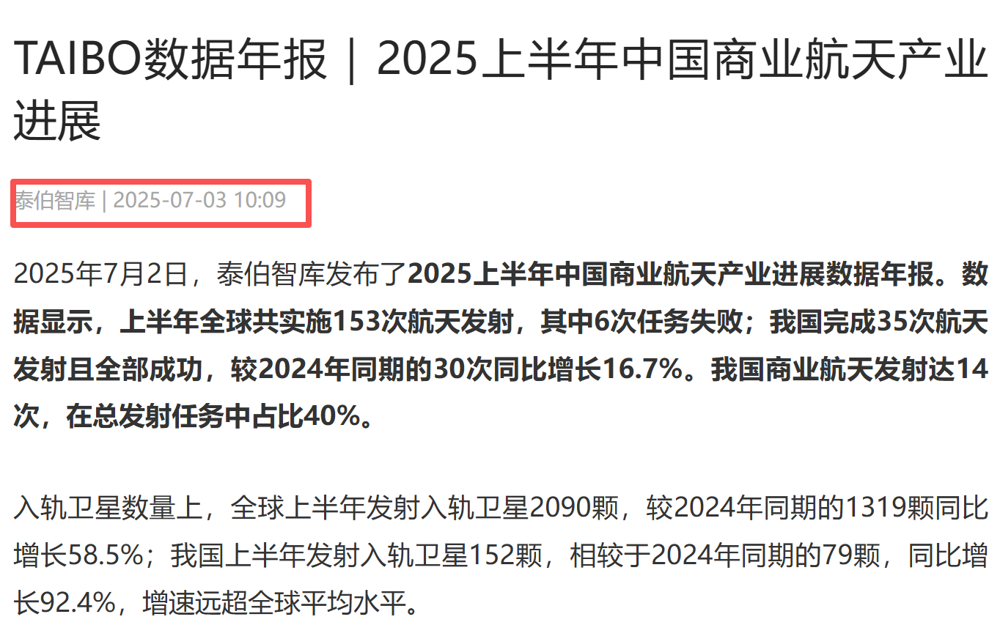 TAIBO数据年报｜2025上半年中国商业航天产业
进展
泰伯智库 | 2025-07-03 10:09
2025年7月2日，泰伯智库发布了2025上半年中国商业航天产业进展数据年报。数
据显示，上半年全球共实施153次航天发射，其中6次任务失败；我国完成35次航天
发射且全部成功，较2024年同期的30次同比增长16.7%。我国商业航天发射达14
次，在总发射任务中占比40%。
入轨卫星数量上，全球上半年发射入轨卫星2090颗，较2024年同期的1319颗同比
增长58.5%；我国上半年发射入轨卫星152颗，相较于2024年同期的79颗，同比增
长92.4%，增速远超全球平均水平。